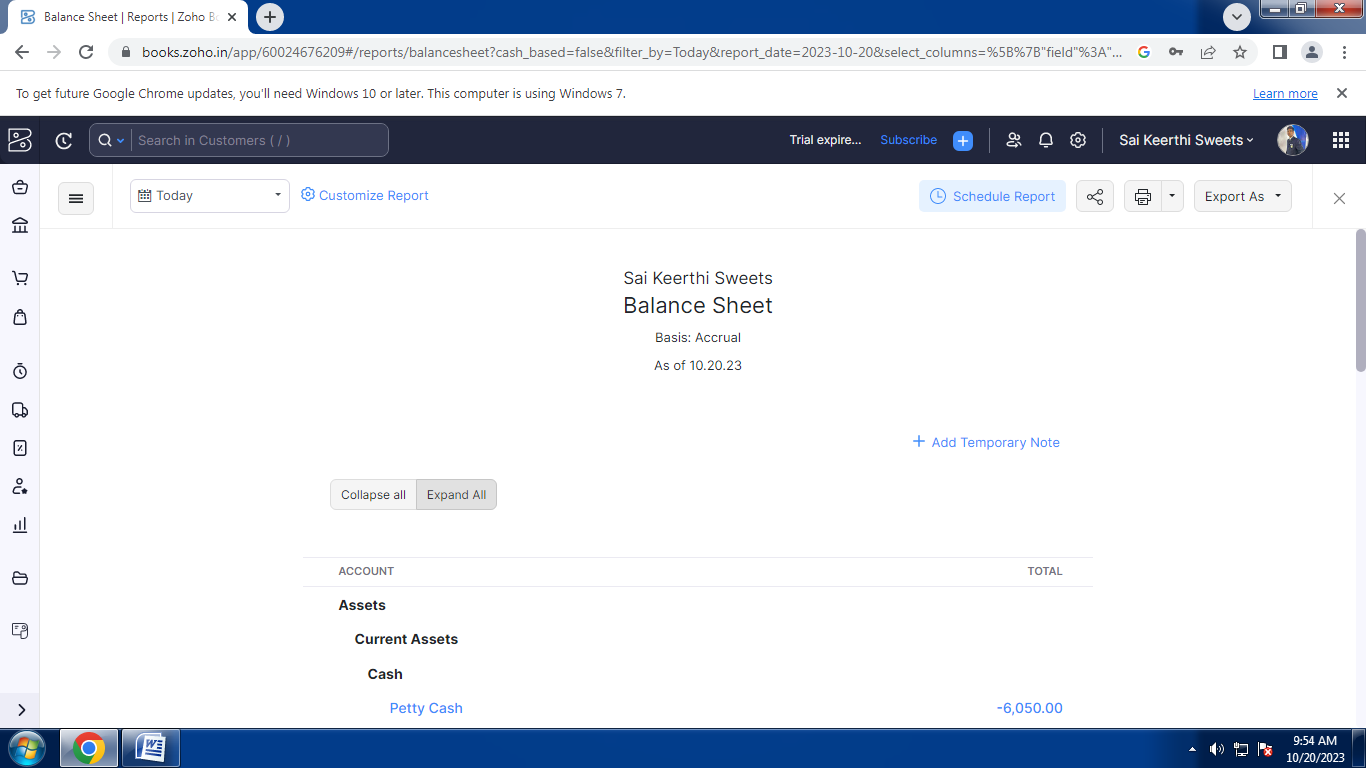 Balance Sheet | Reports | Zoho Bo
books.zoho.in/app/60024676209#/reports/balancesheet?cash_based=false&filter_by=Today&report_date=2023-10-20&select_columns=%5B%7B"field"%3A"...
To get future Google Chrome updates, you'll need Windows 10 or later. This computer is using Windows 7.
Learn more
Search in Customers ( / )
Trial expire...
Subscribe
Sai Keerthi Sweets
Today
Customize Report
Schedule Report
Export As
Sai Keerthi Sweets
Balance Sheet
Basis: Accrual
As of 10.20.23
Add Temporary Note
Collapse all
Expand All
ACCOUNT TOTAL
Assets
Current Assets
Cash
Petty Cash -6,050.00
9:54 AM
10/20/2023